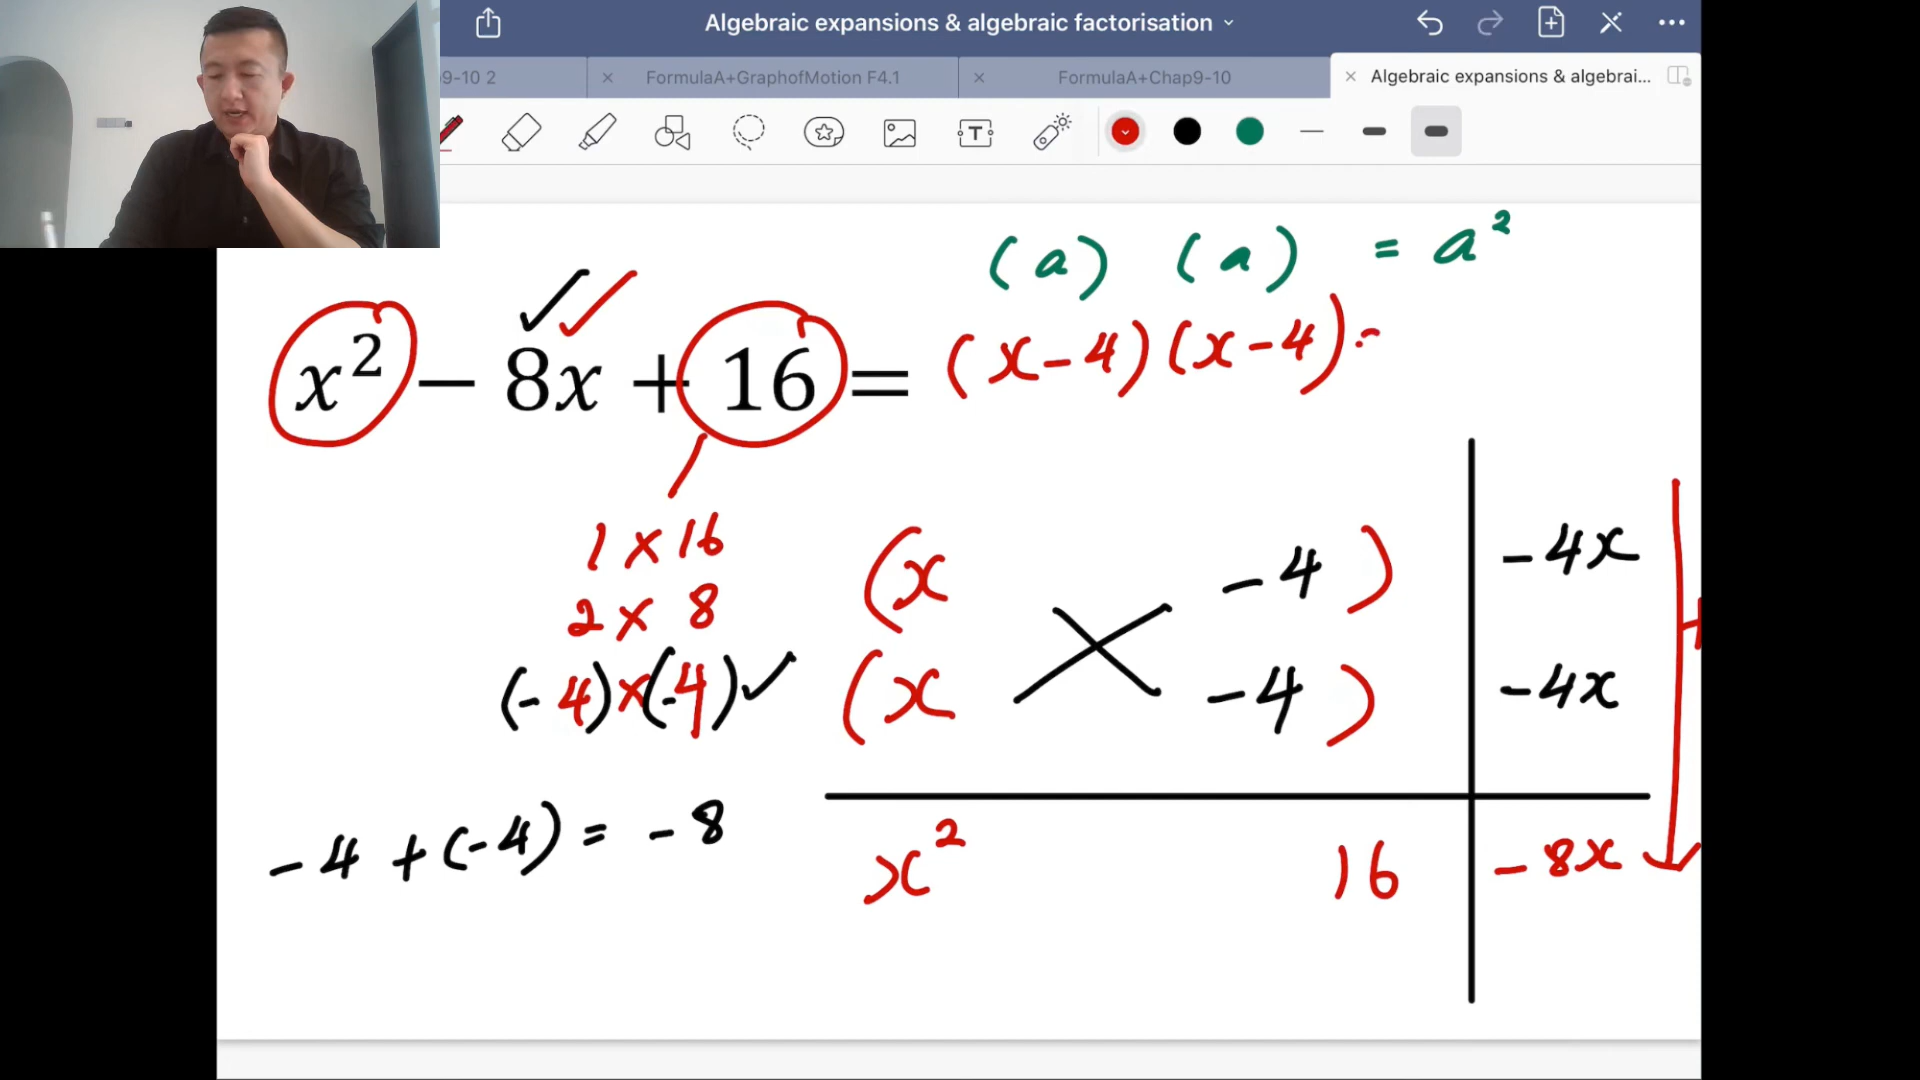 Algebraic expansions & algebraic factorisation
9-10 2
FormulaA+GraphofMotion F4.1
FormulaA+Chap9-10
Algebraic expansions & algebrai...
T
(a) (a) = a²
x² − 8x + 16 = (x-4)(x-4) =
1 × 16
2 × 8
(-4)×(-4)✓
-4 + (-4) = -8
(x -4) -4x
(x -4) -4x
x² 16 -8x